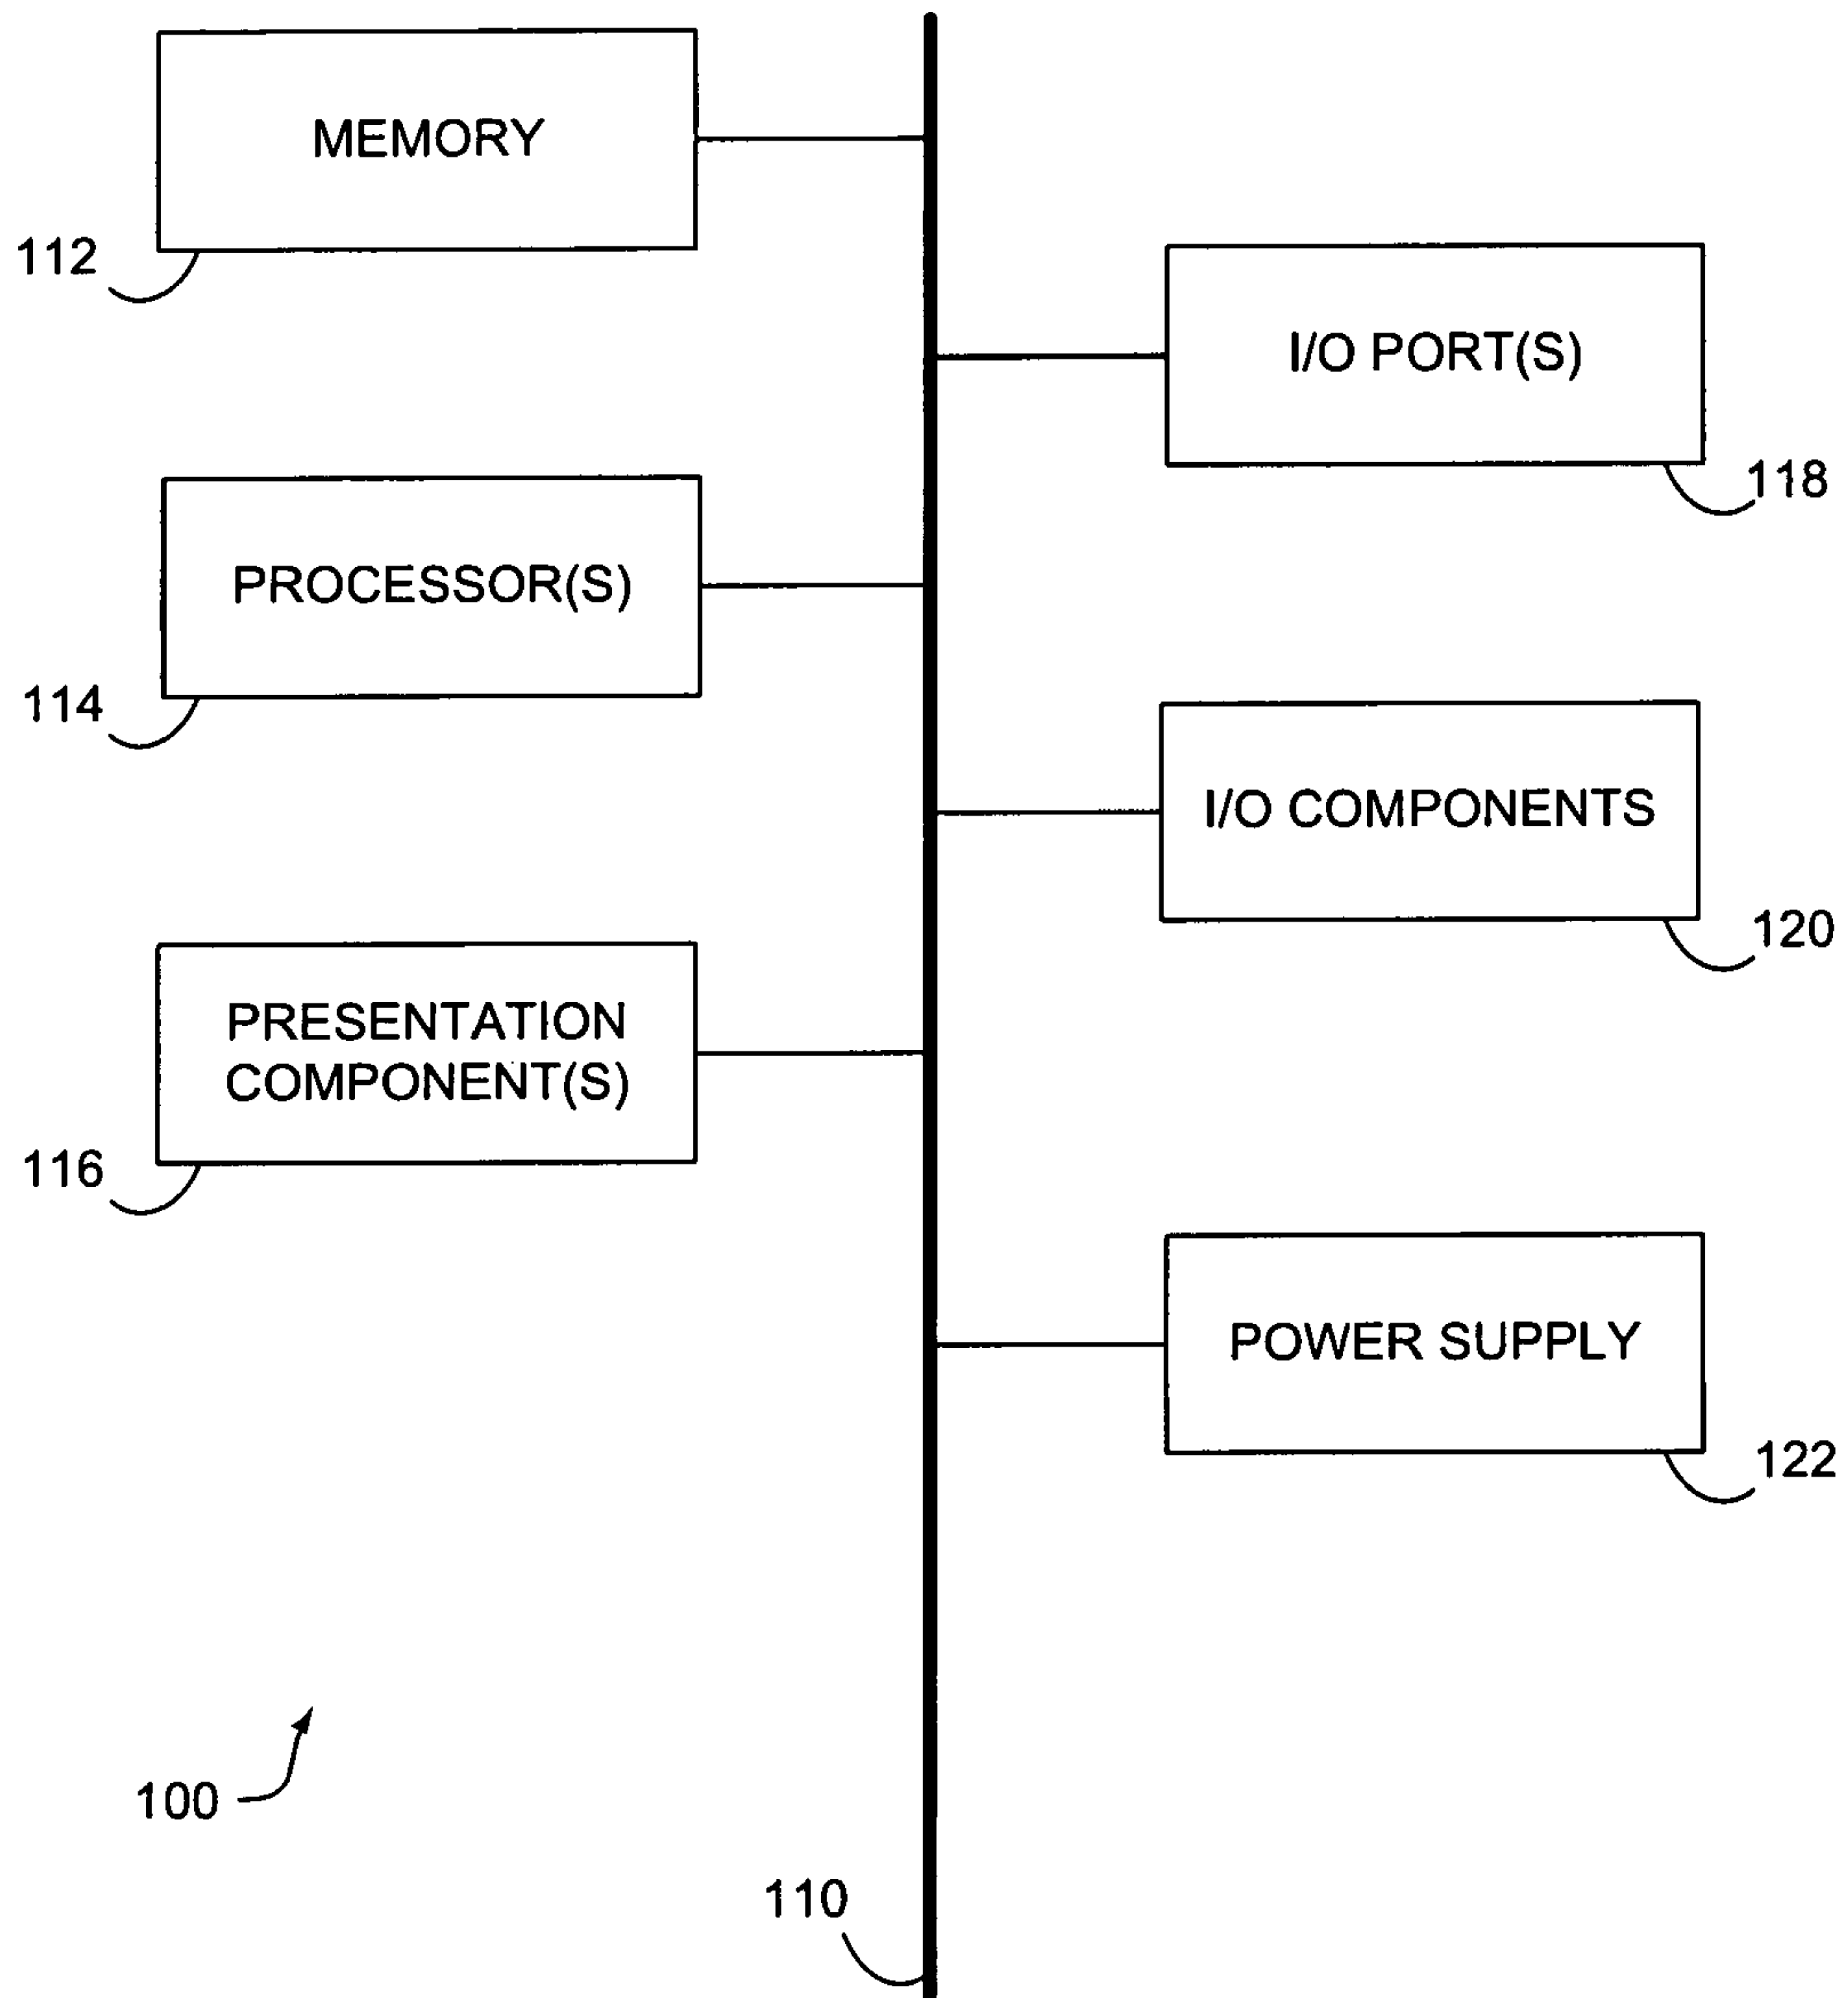 MEMORY
112
I/O PORT(S)
118
PROCESSOR(S)
114
I/O COMPONENTS
120
PRESENTATION
COMPONENT(S)
116
POWER SUPPLY
122
100
110